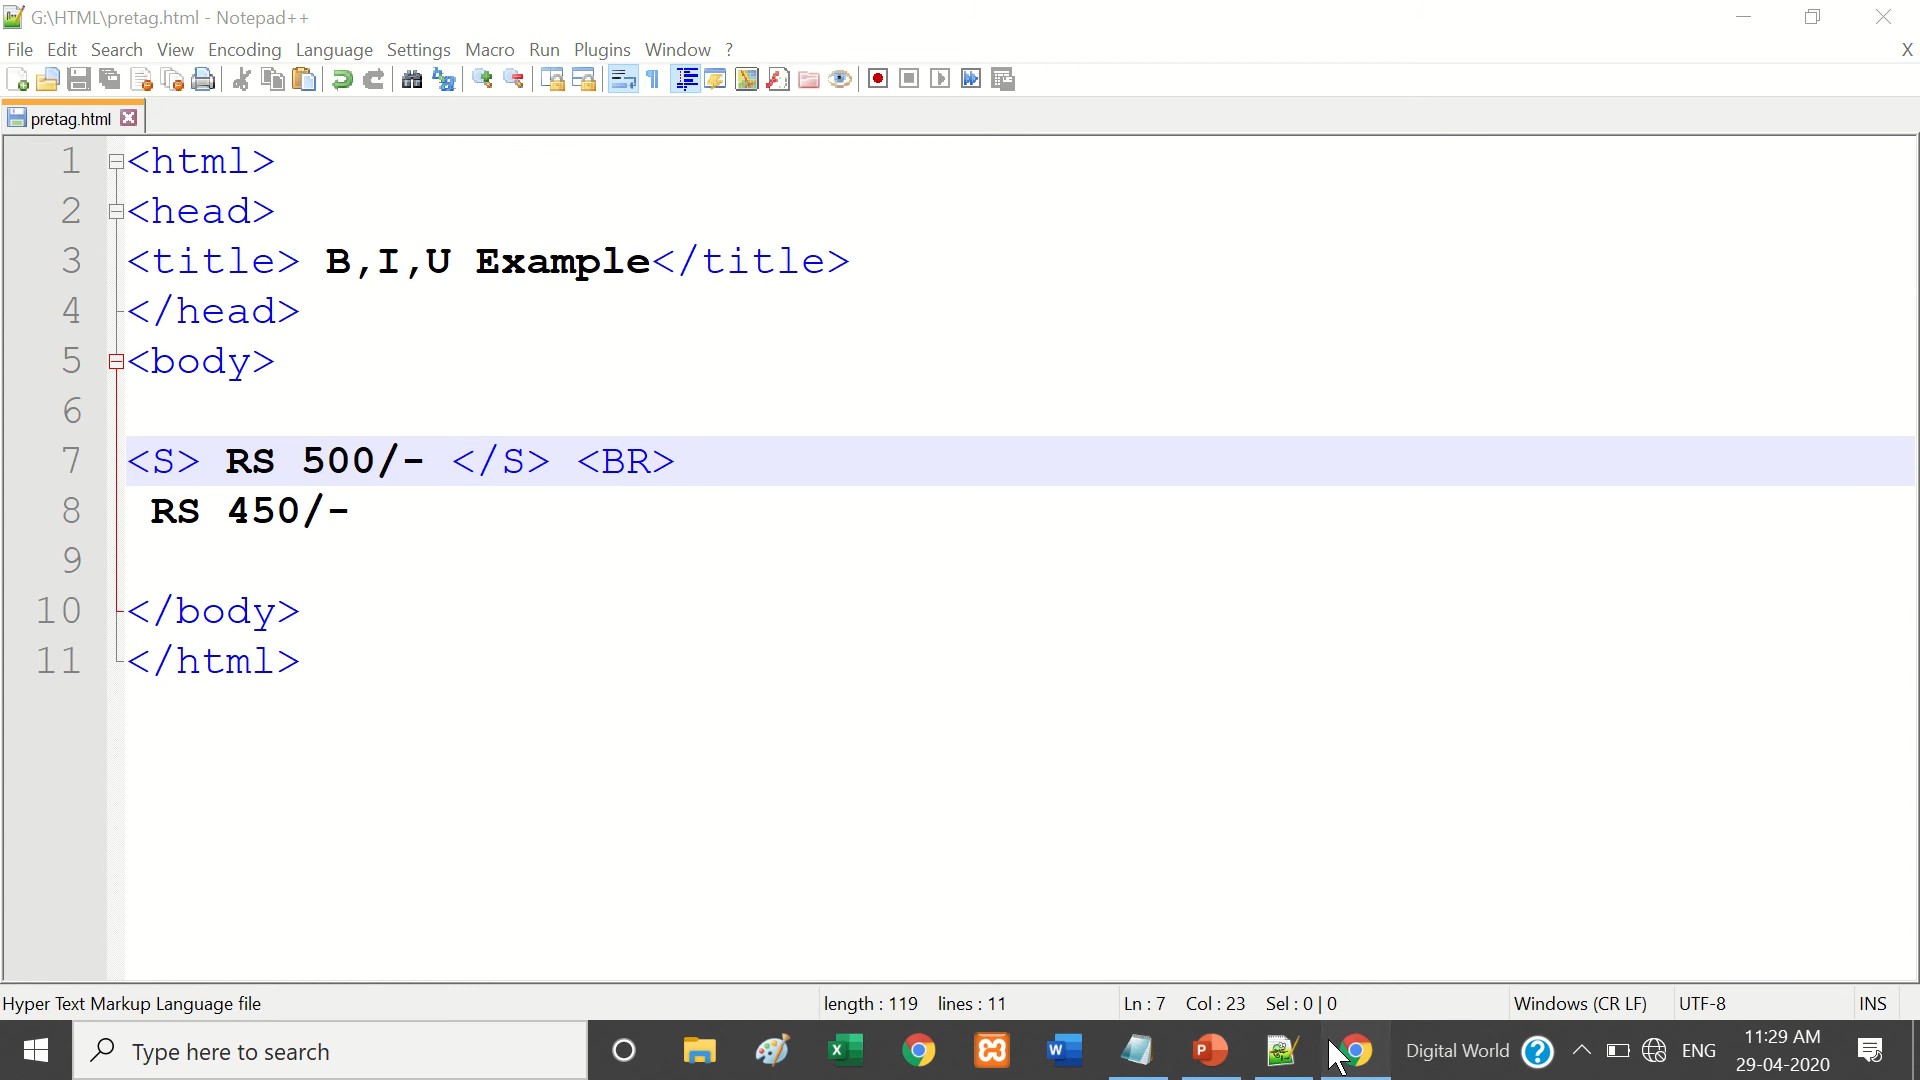 G:\HTML\pretag.html - Notepad++
File Edit Search View Encoding Language Settings Macro Run Plugins Window ? X
pretag.html
1 <html>
2 <head>
3 <title> B,I,U Example</title>
4 </head>
5 <body>
6
7 <S> RS 500/- </S> <BR>
8 RS 450/-
9
10 </body>
11 </html>
Hyper Text Markup Language file length : 119 lines : 11 Ln : 7 Col : 23 Sel : 0 | 0 Windows (CR LF) UTF-8 INS
Type here to search Digital World ENG 11:29 AM
29-04-2020